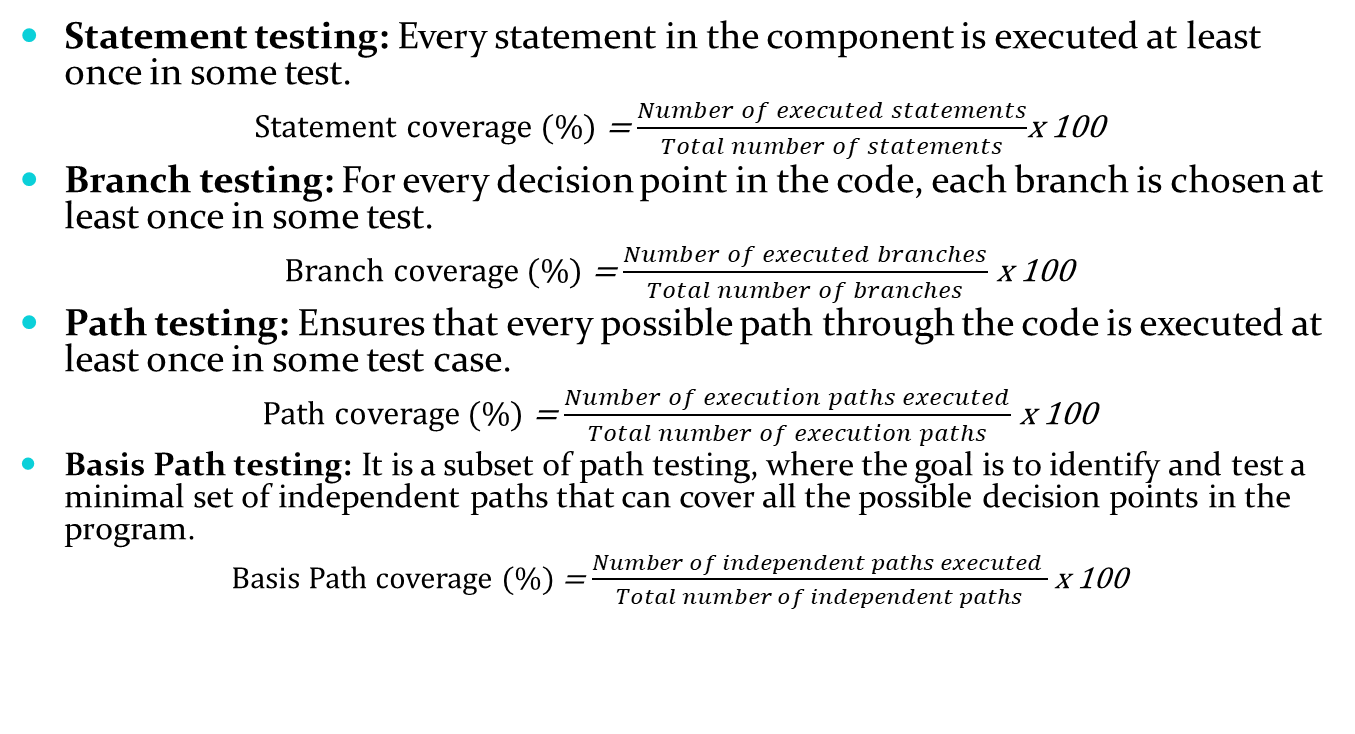 • Statement testing: Every statement in the component is executed at least
once in some test.
Statement coverage (%) = Number of executed statements / Total number of statements x 100
• Branch testing: For every decision point in the code, each branch is chosen at
least once in some test.
Branch coverage (%) = Number of executed branches / Total number of branches x 100
• Path testing: Ensures that every possible path through the code is executed at
least once in some test case.
Path coverage (%) = Number of execution paths executed / Total number of execution paths x 100
• Basis Path testing: It is a subset of path testing, where the goal is to identify and test a
minimal set of independent paths that can cover all the possible decision points in the
program.
Basis Path coverage (%) = Number of independent paths executed / Total number of independent paths x 100